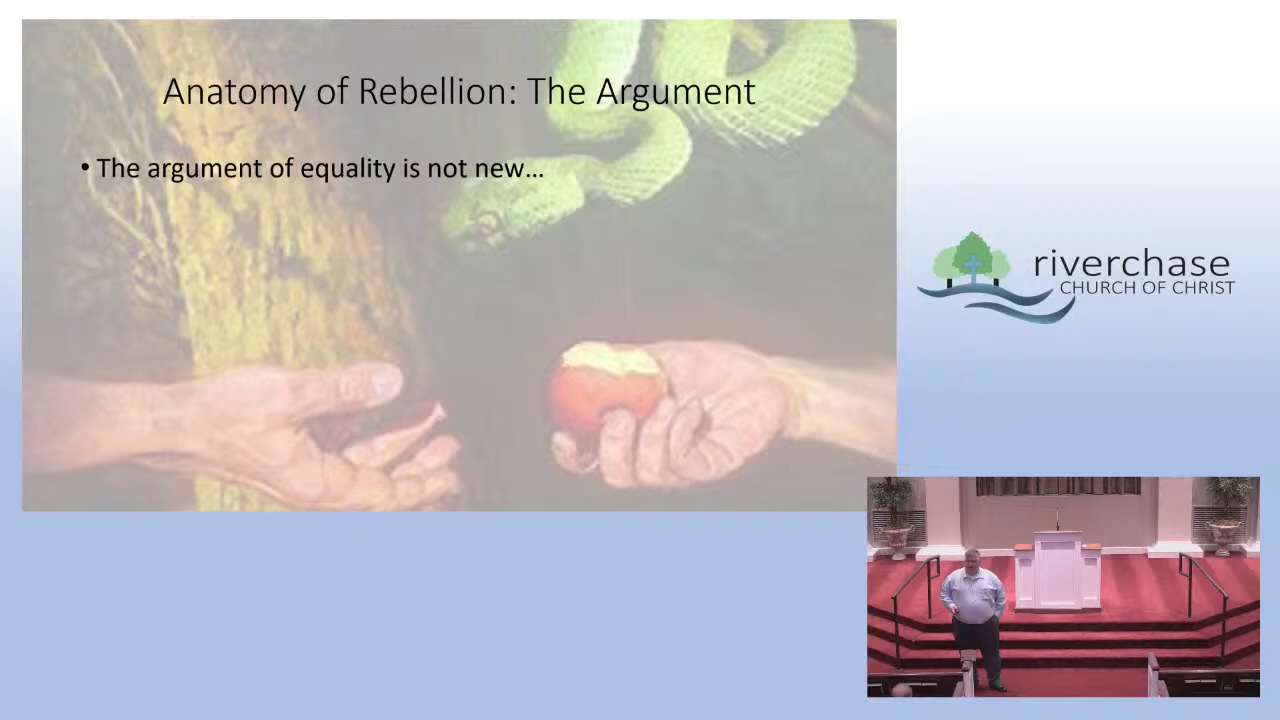 Anatomy of Rebellion: The Argument
• The argument of equality is not new...
riverchase
CHURCH OF CHRIST